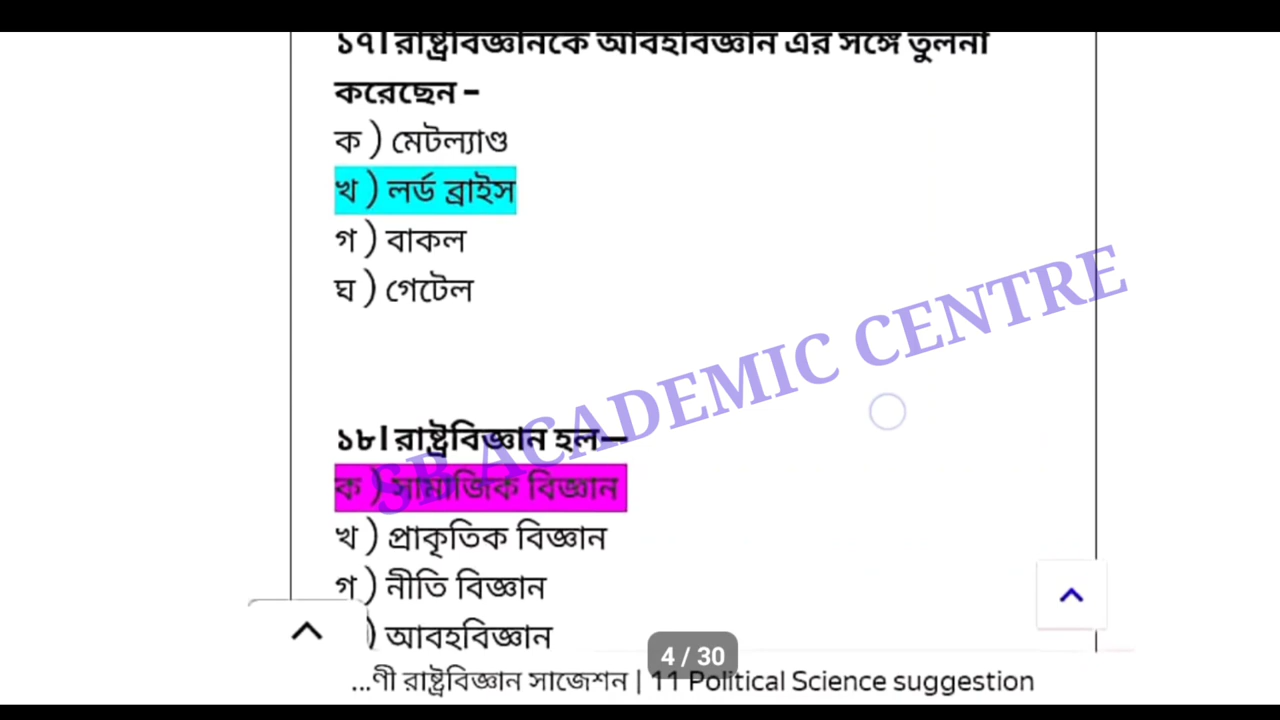 ১৭। রাষ্ট্রবিজ্ঞানকে আবহবিজ্ঞান এর সঙ্গে তুলনা
করেছেন –
ক ) মেটল্যাণ্ড
খ ) লর্ড ব্রাইস
গ ) বাকল
ঘ ) গেটেল
SB ACADEMIC CENTRE
১৮। রাষ্ট্রবিজ্ঞান হল—
ক ) সামাজিক বিজ্ঞান
খ ) প্রাকৃতিক বিজ্ঞান
গ ) নীতি বিজ্ঞান
) আবহবিজ্ঞান
4 / 30
...ণী রাষ্ট্রবিজ্ঞান সাজেশন | 11 Political Science suggestion